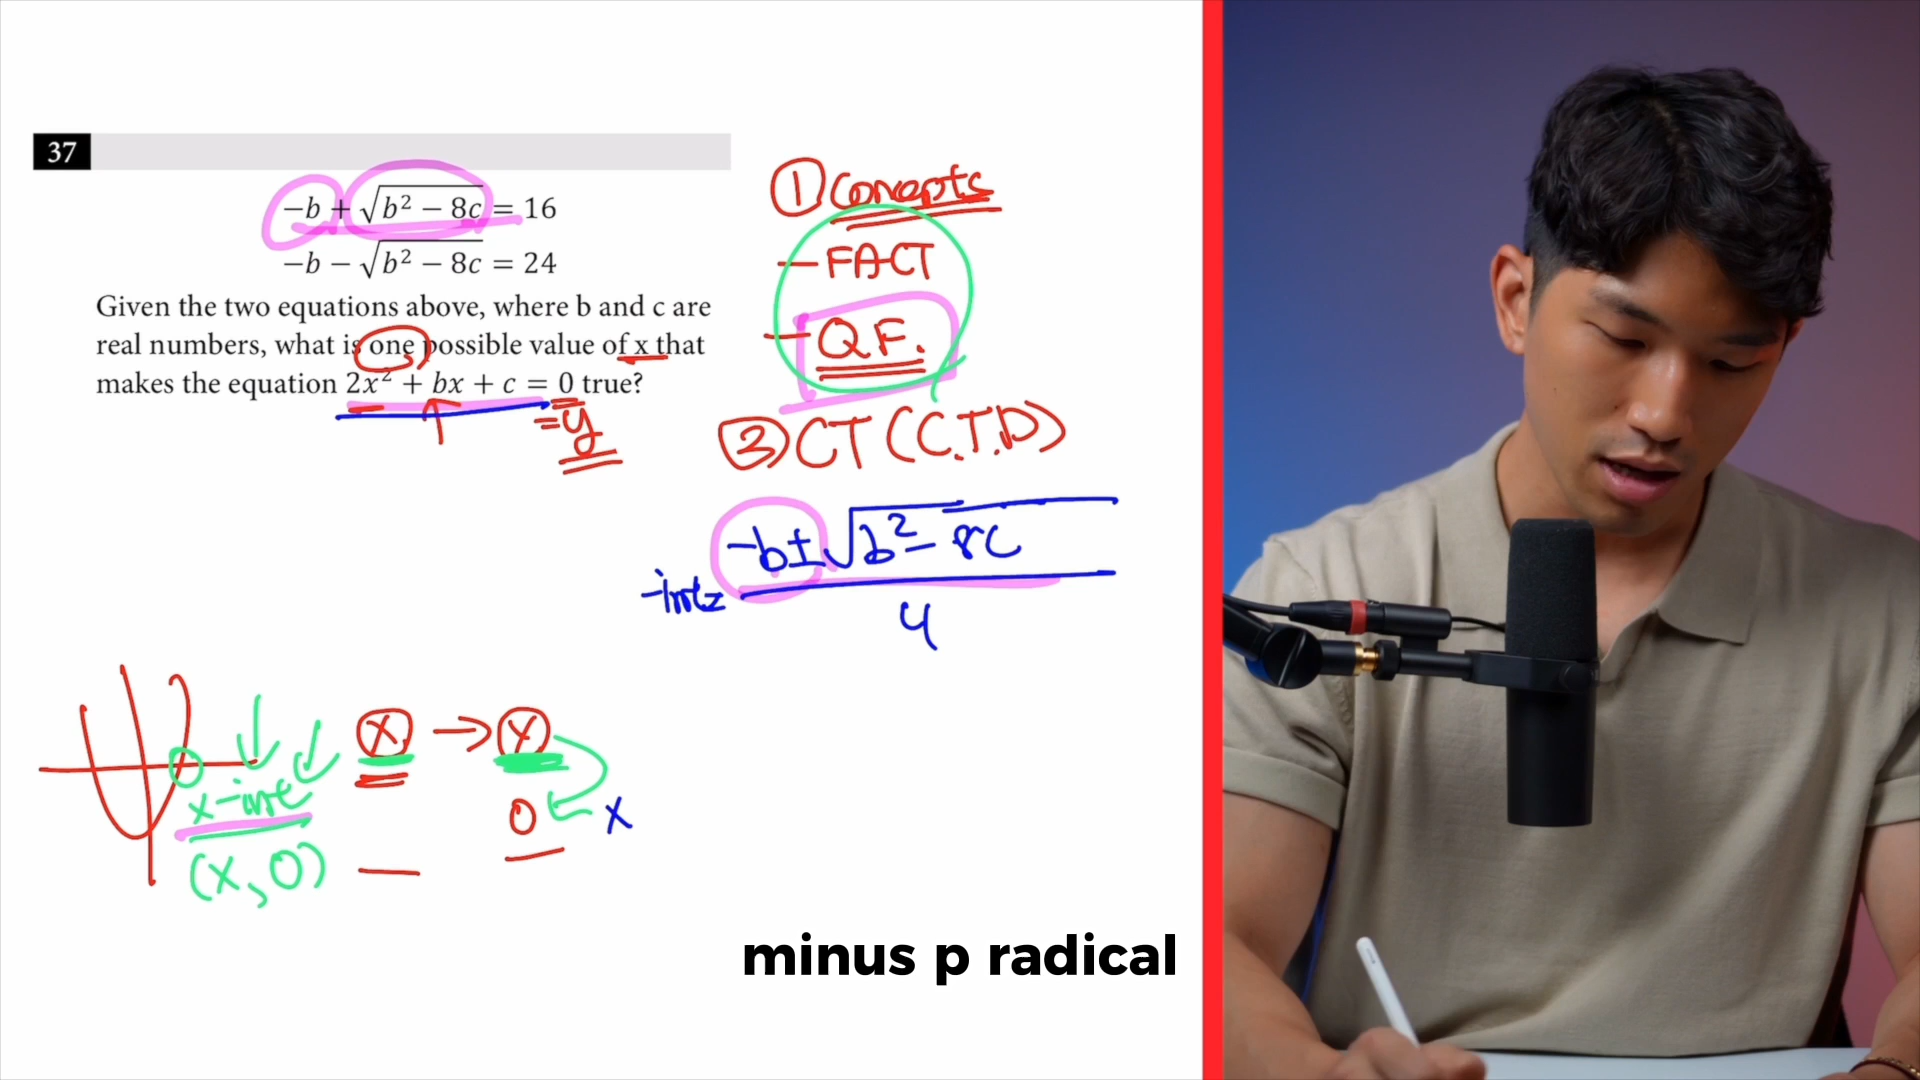 37
−b + √b² − 8c = 16
−b − √b² − 8c = 24
Given the two equations above, where b and c are
real numbers, what is one possible value of x that
makes the equation 2x² + bx + c = 0 true?
= y
① Concepts
— FACT
— Q.F.
② CT (C.T.D)
−b ± √b² − 8c
4
x → y
0 x
x-int
(x, 0)
minus p radical